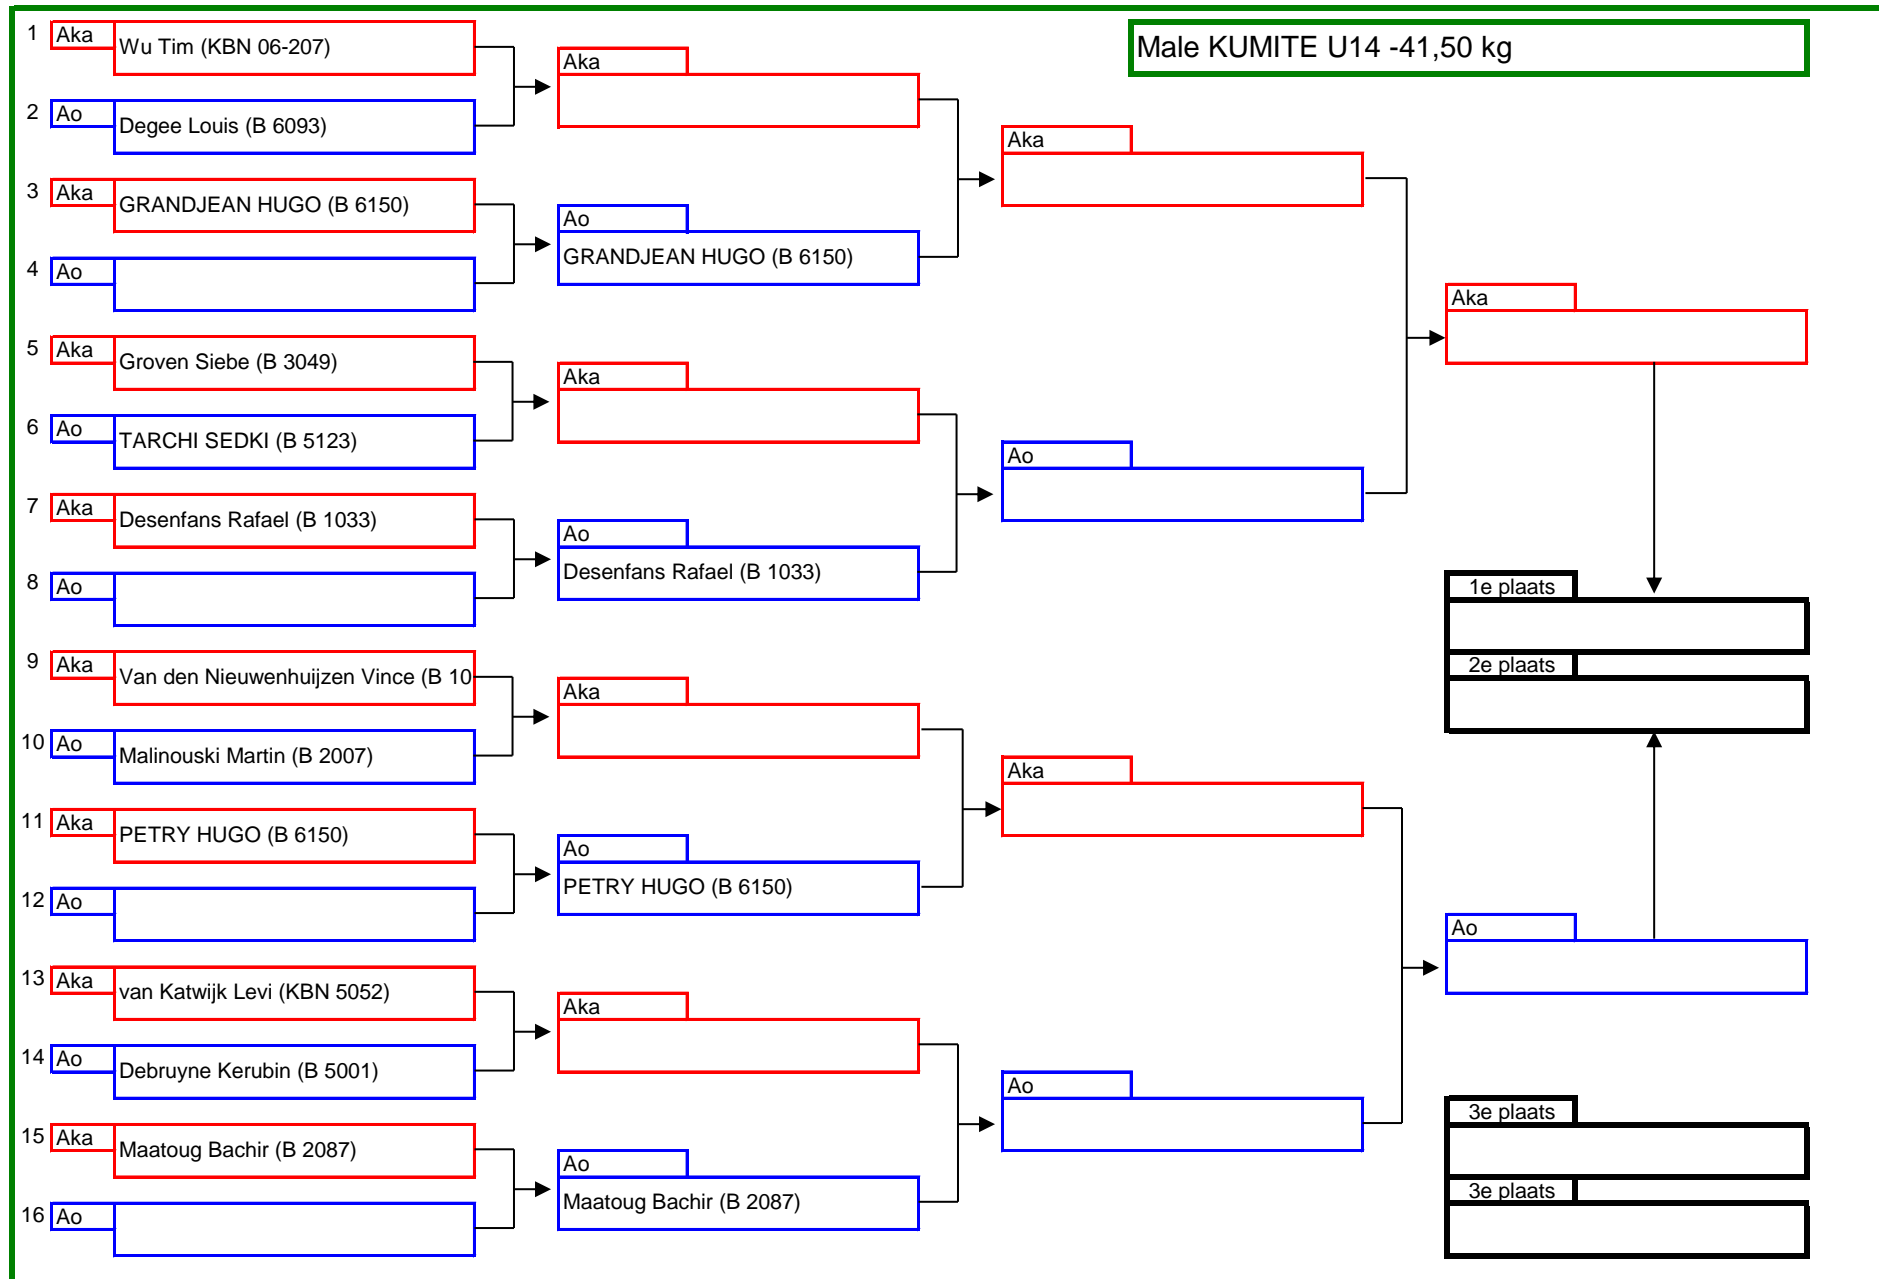 Male KUMITE U14 -41,50 kg
1 Aka
Wu Tim (KBN 06-207)
2 Ao
Degee Louis (B 6093)
3 Aka
GRANDJEAN HUGO (B 6150)
4 Ao
5 Aka
Groven Siebe (B 3049)
6 Ao
TARCHI SEDKI (B 5123)
7 Aka
Desenfans Rafael (B 1033)
8 Ao
9 Aka
Van den Nieuwenhuijzen Vince (B 10
10 Ao
Malinouski Martin (B 2007)
11 Aka
PETRY HUGO (B 6150)
12 Ao
13 Aka
van Katwijk Levi (KBN 5052)
14 Ao
Debruyne Kerubin (B 5001)
15 Aka
Maatoug Bachir (B 2087)
16 Ao
Aka
Ao
GRANDJEAN HUGO (B 6150)
Aka
Ao
Desenfans Rafael (B 1033)
Aka
Ao
PETRY HUGO (B 6150)
Aka
Ao
Maatoug Bachir (B 2087)
Aka
Ao
Aka
Ao
Aka
1e plaats
2e plaats
Ao
3e plaats
3e plaats